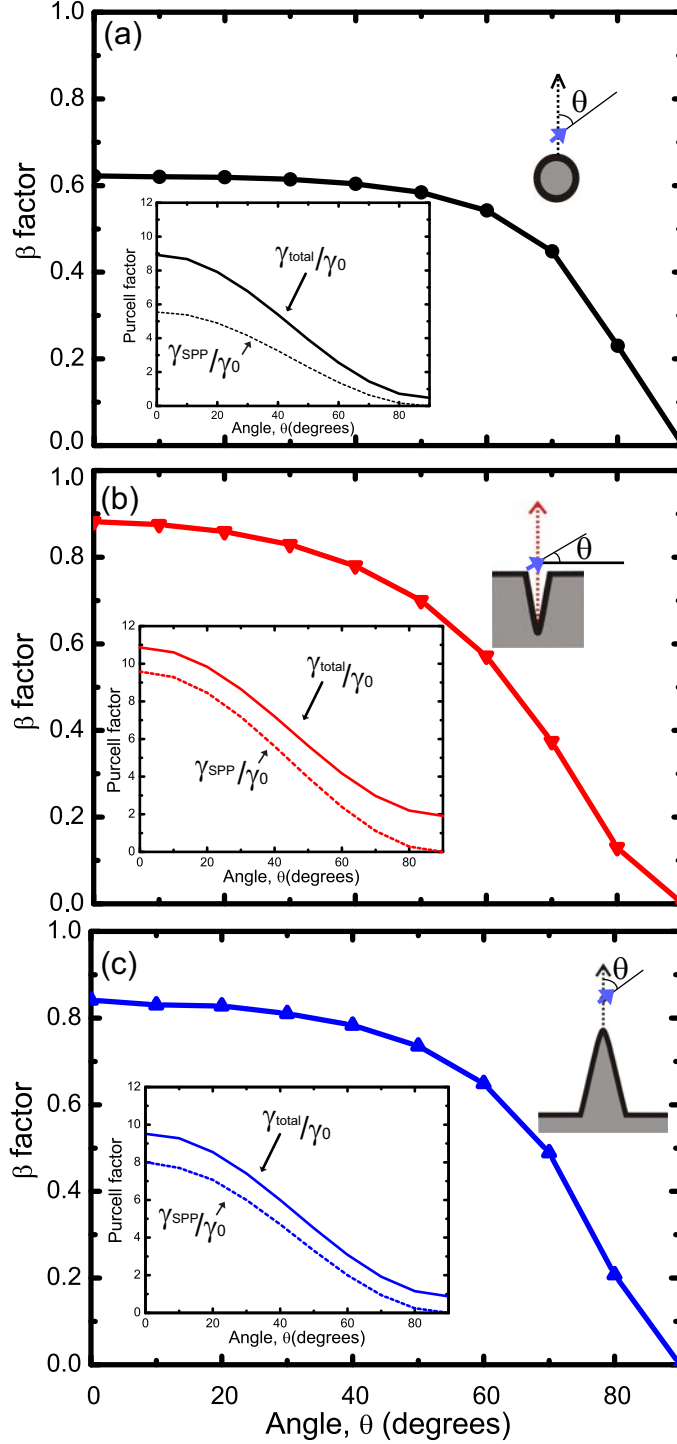 (a)
1.0
0.8
0.6
0.4
0.2
0.0
β factor
θ
12
10
8
6
4
2
0
Purcell factor
γtotal/γ0
γSPP/γ0
0 20 40 60 80
Angle, θ(degrees)
(b)
0.8
0.6
0.4
0.2
0.0
β factor
θ
12
10
8
6
4
2
0
Purcell factor
γtotal/γ0
γSPP/γ0
0 20 40 60 80
Angle, θ(degrees)
1.0
(c)
0.8
0.6
0.4
0.2
0.0
β factor
θ
12
10
8
6
4
2
0
Purcell factor
γtotal/γ0
γSPP/γ0
0 20 40 60 80
Angle, θ(degrees)
0 20 40 60 80
Angle, θ (degrees)